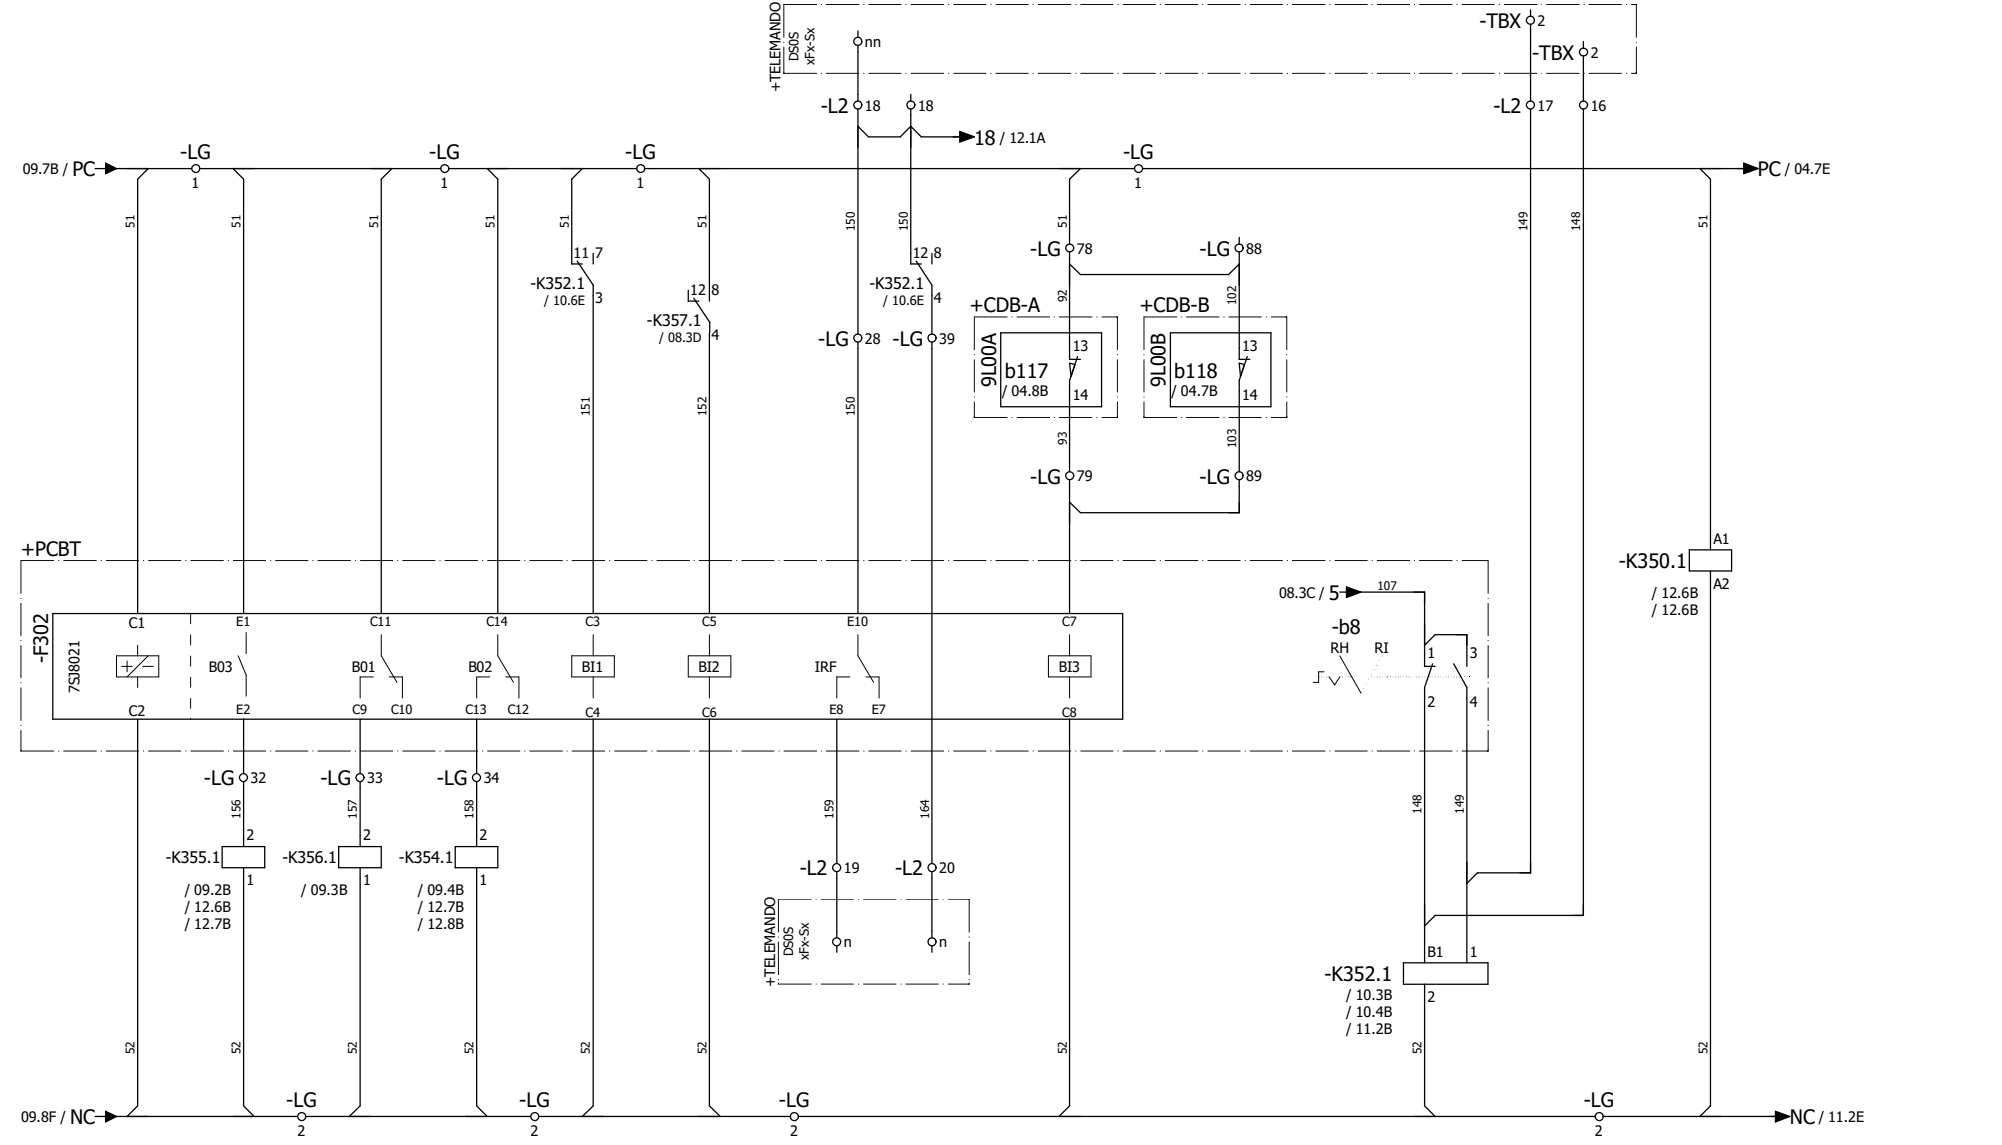 +TELEMANDO
DS0S
xFx-Sx
nn
-TBX 2
-TBX 2
-L2 18
18
-L2 17
16
18 / 12.1A
09.7B / PC
-LG
1
-LG
1
-LG
1
-LG
1
PC / 04.7E
51
51
51
51
51
51
150
150
51
149
148
51
11 7
-K352.1
/ 10.6E
3
12 8
-K357.1
/ 08.3D
4
12 8
-K352.1
/ 10.6E
4
-LG 78
-LG 88
92
102
+CDB-A
+CDB-B
-LG 28
-LG 39
9L00A
b117
/ 04.8B
13
14
9L00B
b118
/ 04.7B
13
14
151
152
150
93
103
-LG 79
-LG 89
+PCBT
-K350.1
A1
A2
/ 12.6B
/ 12.6B
08.3C / 5
107
-F302
7SJ8021
C1
E1
C11
C14
C3
C5
E10
C7
+/-
B03
B01
B02
BI1
BI2
IRF
BI3
C2
E2
C9
C10
C13
C12
C4
C6
E8
E7
C8
-b8
RH
RI
1
3
2
4
-LG 32
-LG 33
-LG 34
156
157
158
159
164
148
149
2
-K355.1
1
/ 09.2B
/ 12.6B
/ 12.7B
2
-K356.1
1
/ 09.3B
2
-K354.1
1
/ 09.4B
/ 12.7B
/ 12.8B
-L2 19
-L2 20
+TELEMANDO
DS0S
xFx-Sx
n
n
B1
1
-K352.1
2
/ 10.3B
/ 10.4B
/ 11.2B
52
52
52
52
52
52
52
52
52
09.8F / NC
-LG
2
-LG
2
-LG
2
-LG
2
NC / 11.2E